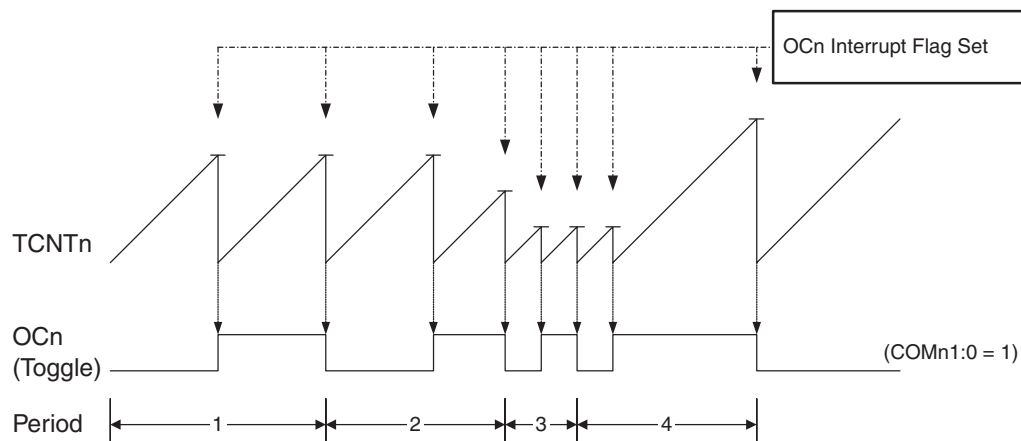 OCn Interrupt Flag Set
TCNTn
OCn
(Toggle)
(COMn1:0 = 1)
Period
1
2
3
4